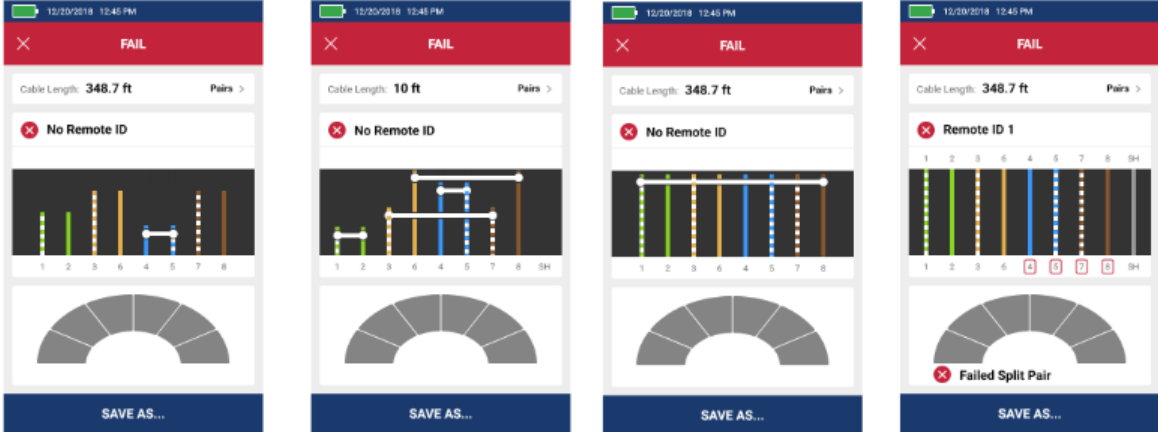 12/20/2018 12:45 PM
FAIL
Cable Length: 348.7 ft Pairs >
No Remote ID
1 2 3 6 4 5 7 8
SAVE AS...
12/20/2018 12:45 PM
FAIL
Cable Length: 10 ft Pairs >
No Remote ID
1 2 3 6 4 5 7 8 SH
SAVE AS...
12/20/2018 12:45 PM
FAIL
Cable Length: 348.7 ft Pairs >
No Remote ID
1 2 3 6 4 5 7 8
SAVE AS...
12/20/2018 12:45 PM
FAIL
Cable Length: 348.7 ft Pairs >
Remote ID 1
1 2 3 6 4 5 7 8 SH
1 2 3 6 4 5 7 8 SH
Failed Split Pair
SAVE AS...